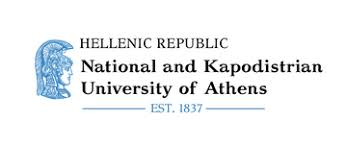 HELLENIC REPUBLIC
National and Kapodistrian
University of Athens
EST. 1837